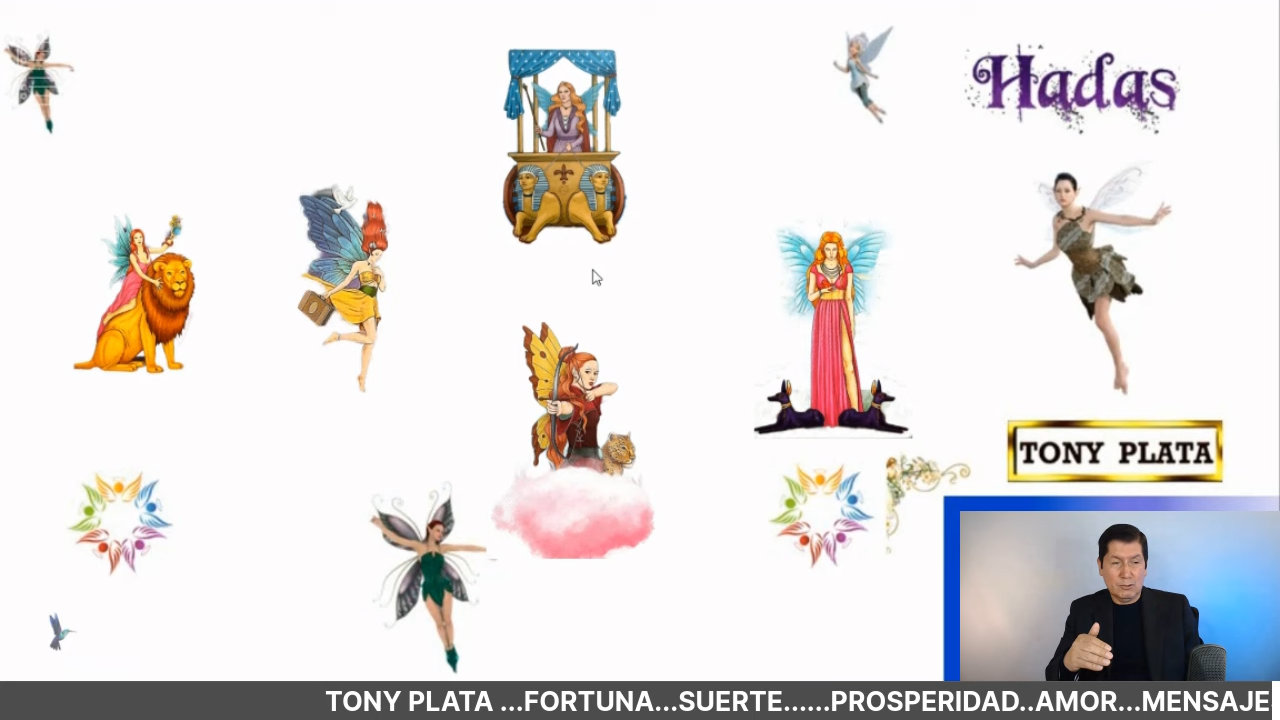 Hadas
TONY PLATA
TONY PLATA ...FORTUNA...SUERTE......PROSPERIDAD..AMOR...MENSAJE